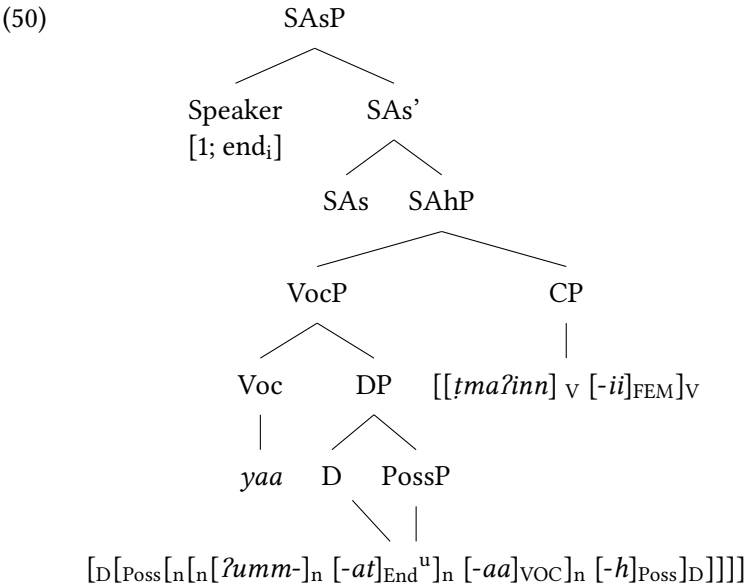 (50) SAsP
Speaker SAs’
[1; endᵢ]
SAs SAhP
VocP CP
Voc DP [[ṭmaʔinn] V [-ii]FEM]V
yaa D PossP
[D[Poss[n[n[ʔumm-]n [-at]Endᵘ]n [-aa]VOC]n [-h]Poss]D]]]]